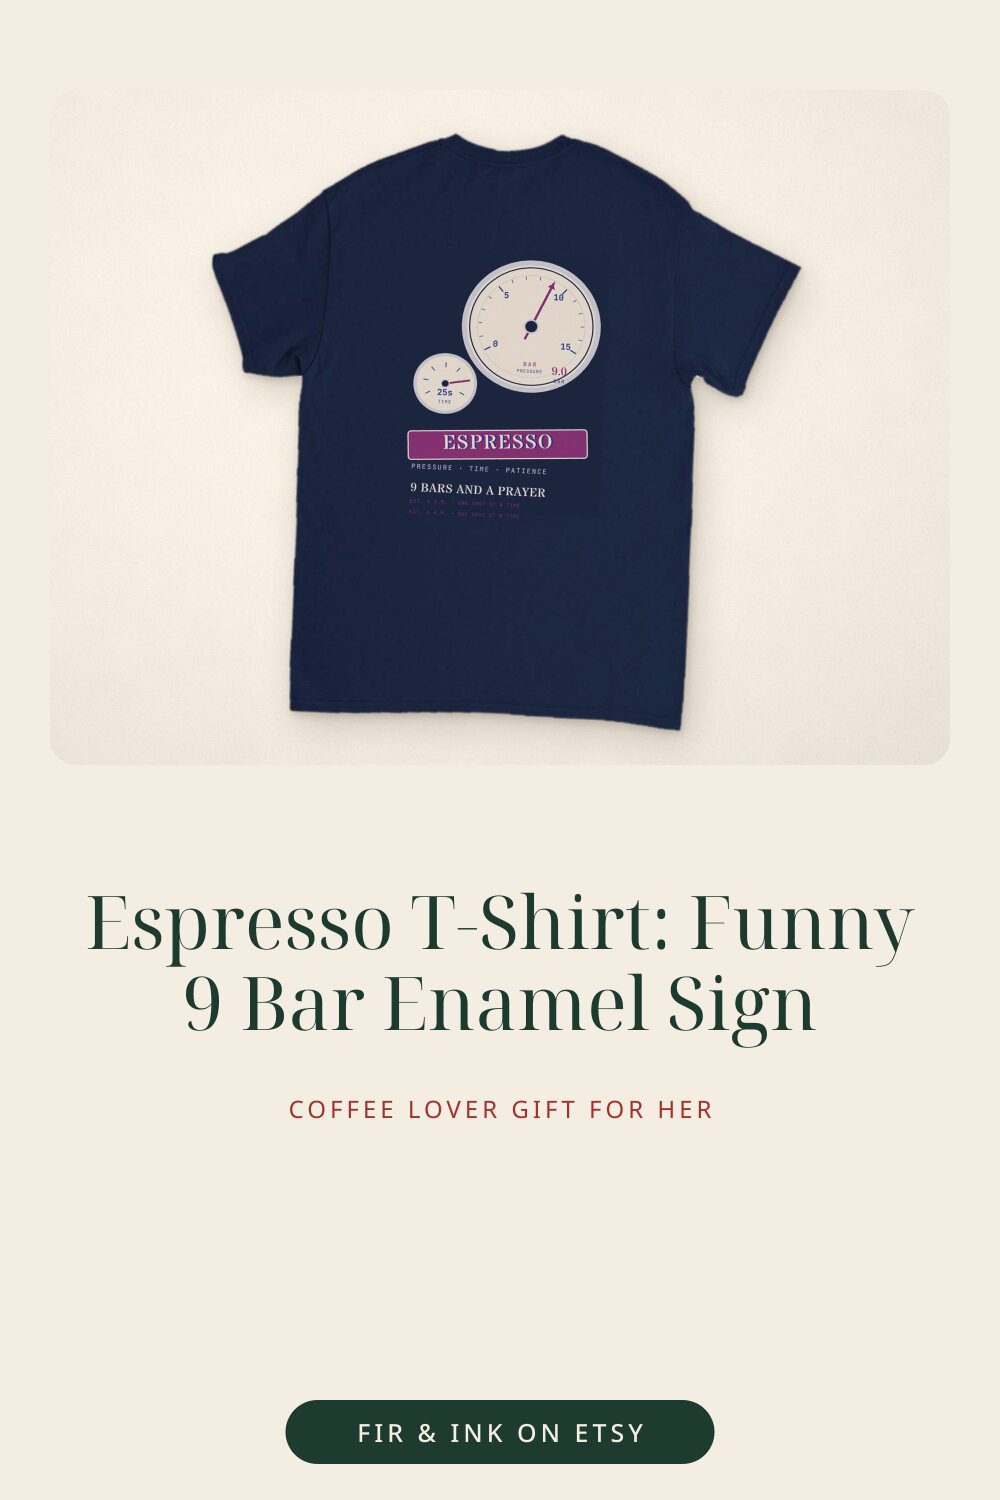 5
10
0
15
BAR
PRESSURE
9.0
BAR
25s
TIME
ESPRESSO
PRESSURE · TIME · PATIENCE
9 BARS AND A PRAYER
Espresso T-Shirt: Funny
9 Bar Enamel Sign
COFFEE LOVER GIFT FOR HER
FIR & INK ON ETSY